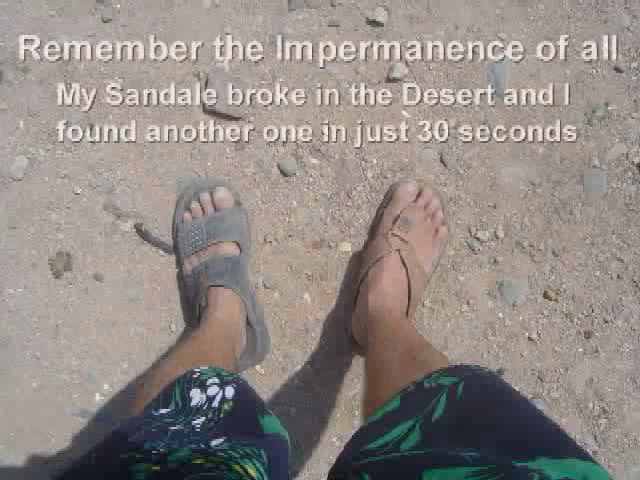 Remember the Impermanence of all
My Sandale broke in the Desert and I
found another one in just 30 seconds